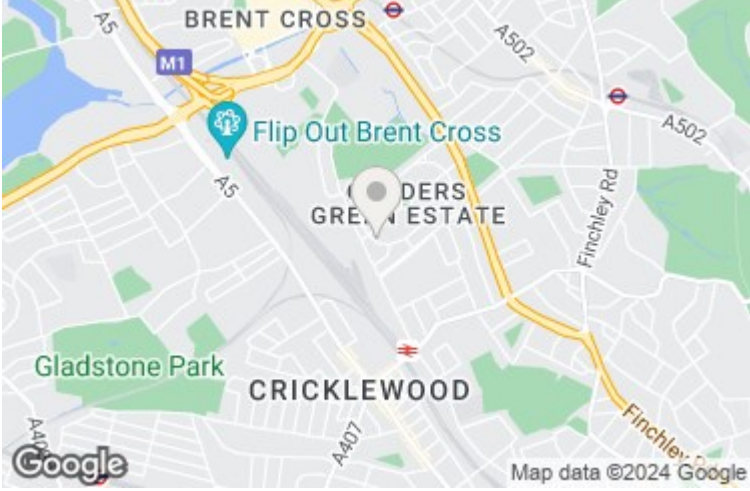 BRENT CROSS
A5
A502
M1
A502
Flip Out Brent Cross
A5
GREEN ESTATE
Finchley Rd
Gladstone Park
CRICKLEWOOD
A407
Finchley
Google
Map data ©2024 Google